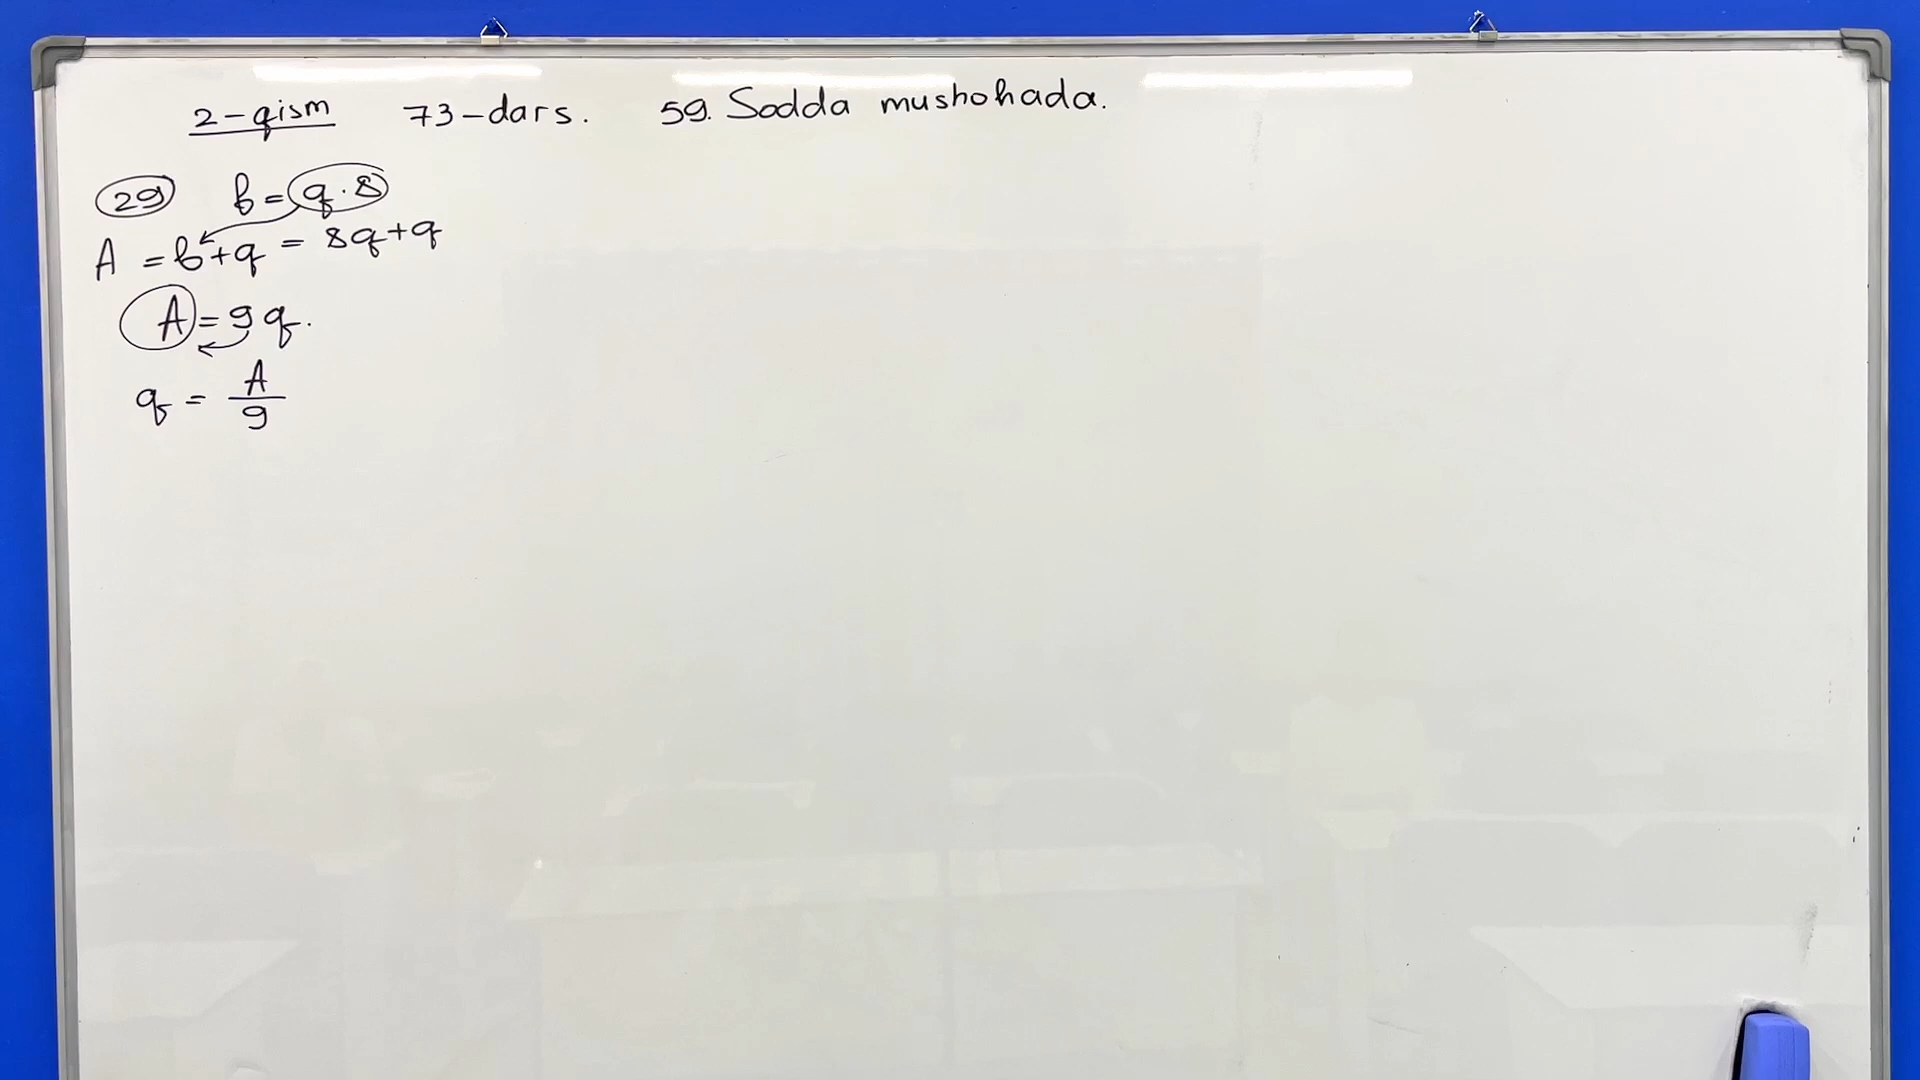 2-qism 73-dars. 59. Sodda mushohada.
29 b = q · 8
A = b + q = 8q + q
A = 9q.
q = A/9